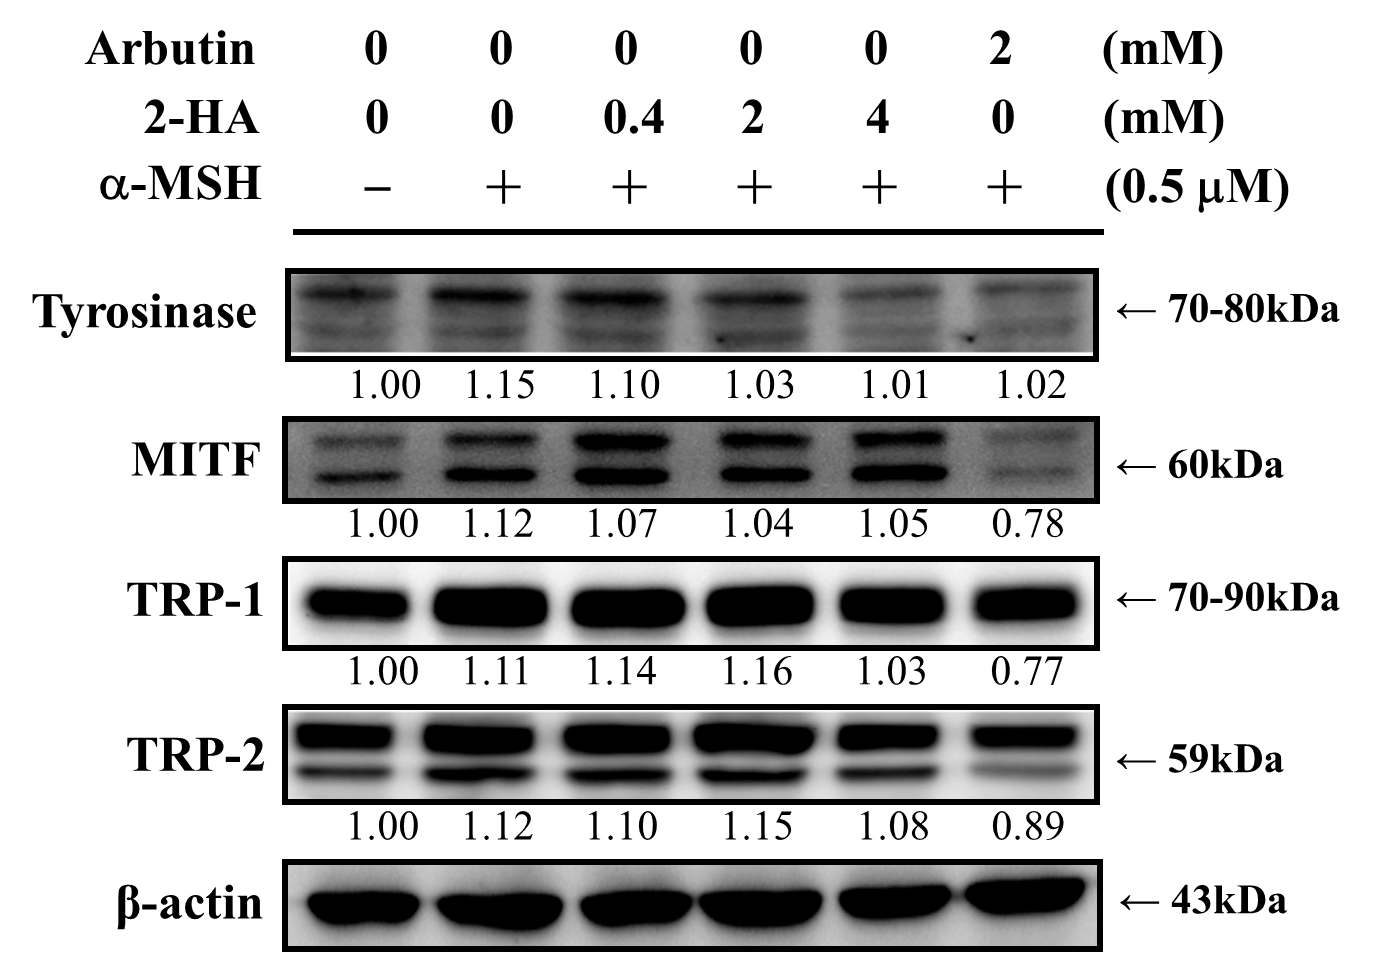 Arbutin 0 0 0 0 0 2 (mM)
2-HA 0 0 0.4 2 4 0 (mM)
α-MSH – + + + + + (0.5 μM)
Tyrosinase ← 70-80kDa
1.00 1.15 1.10 1.03 1.01 1.02
MITF ← 60kDa
1.00 1.12 1.07 1.04 1.05 0.78
TRP-1 ← 70-90kDa
1.00 1.11 1.14 1.16 1.03 0.77
TRP-2 ← 59kDa
1.00 1.12 1.10 1.15 1.08 0.89
β-actin ← 43kDa